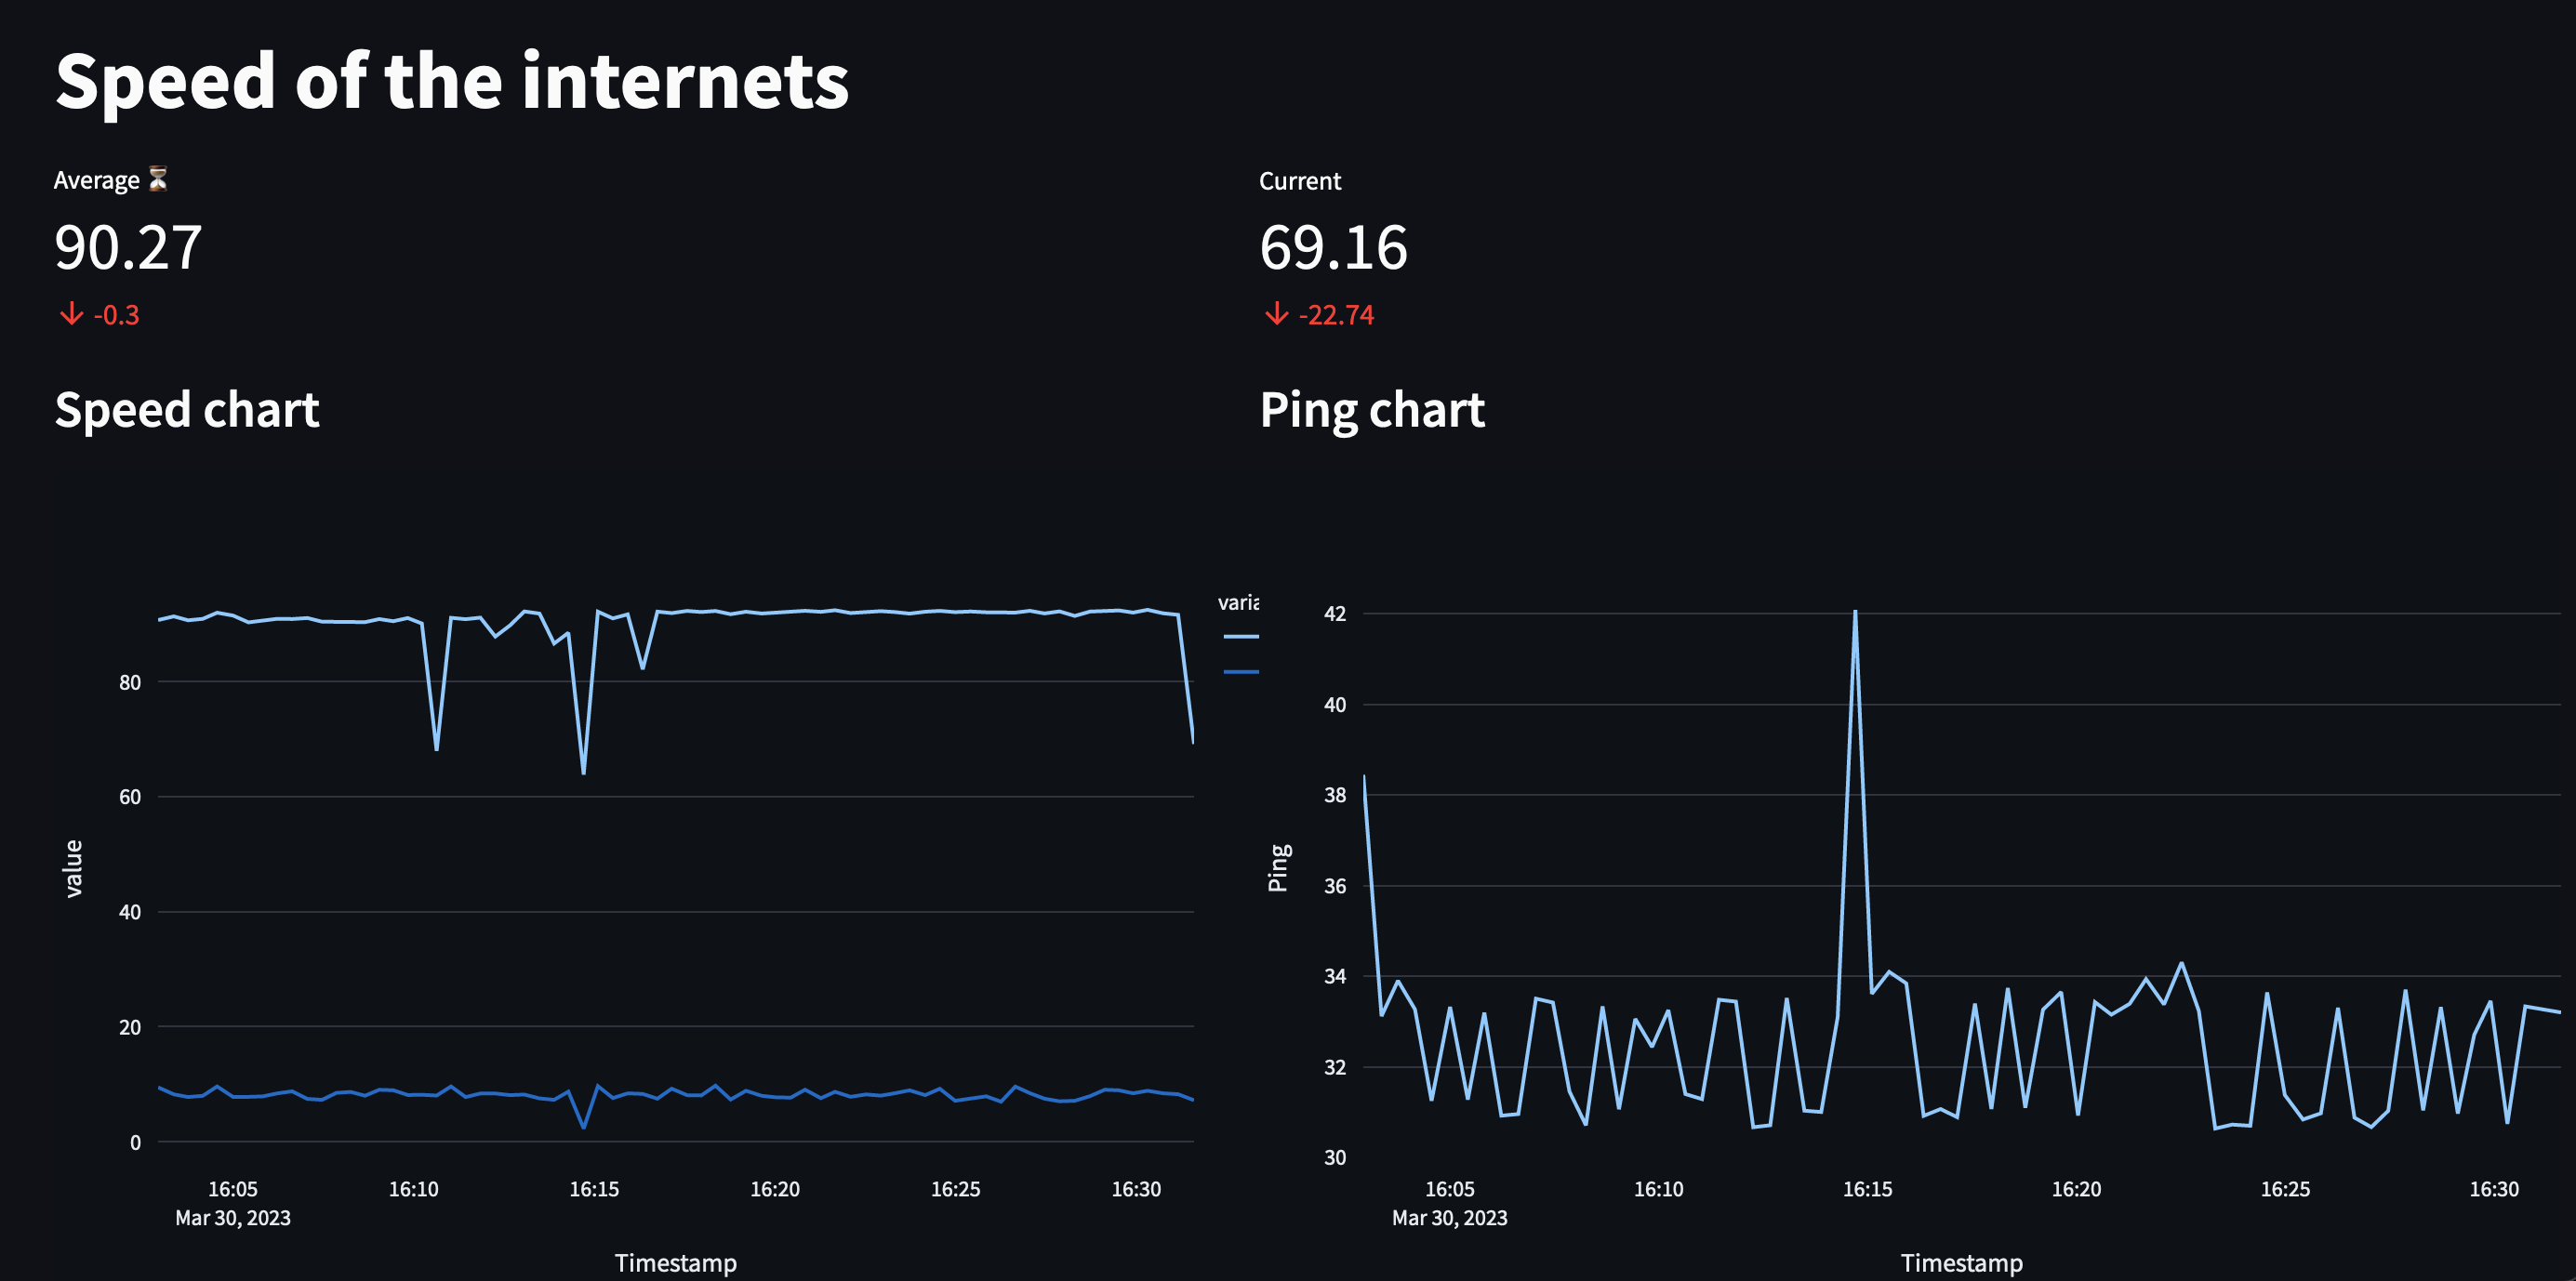 Speed of the internets
Average ⏳
90.27
↓ -0.3
Current
69.16
↓ -22.74
Speed chart
80
60
40
20
0
value
16:05
16:10
16:15
16:20
16:25
16:30
Mar 30, 2023
Timestamp
varia
Ping chart
42
40
38
36
34
32
30
Ping
16:05
16:10
16:15
16:20
16:25
16:30
Mar 30, 2023
Timestamp